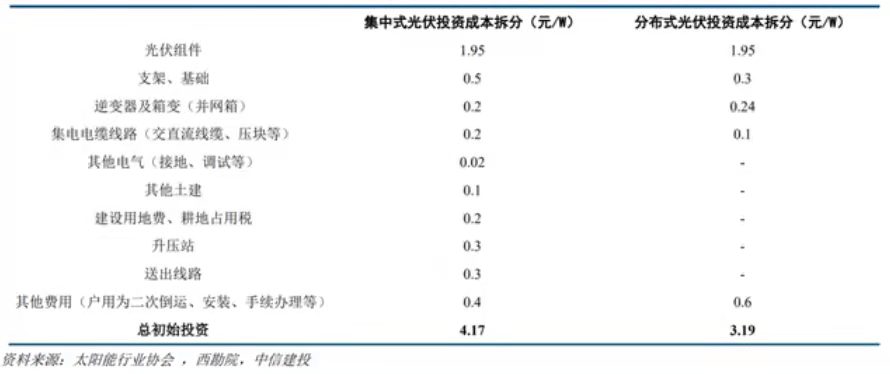 集中式光伏投资成本拆分（元/W） 分布式光伏投资成本拆分（元/W）
光伏组件 1.95 1.95
支架、基础 0.5 0.3
逆变器及箱变（并网箱） 0.2 0.24
集电电缆线路（交直流线缆、压块等） 0.2 0.1
其他电气（接地、调试等） 0.02 -
其他土建 0.1 -
建设用地费、耕地占用税 0.2 -
升压站 0.3 -
送出线路 0.3 -
其他费用（户用为二次倒运、安装、手续办理等） 0.4 0.6
总初始投资 4.17 3.19
资料来源：太阳能行业协会 ，西勘院，中信建投